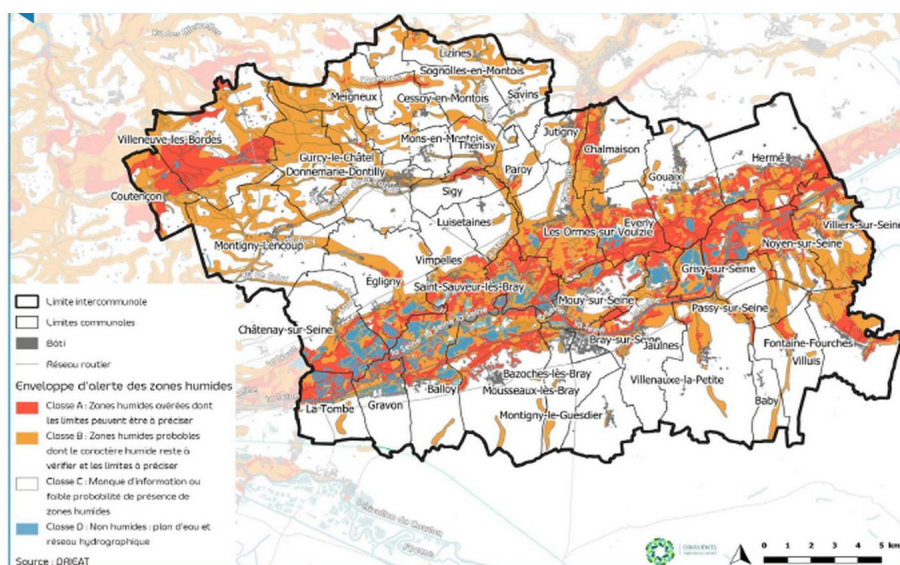 Lizines
Sognolles-en-Montois
Meigneux
Cessoy-en-Montois
Savins
Villeneuve-les-Bordes
Mons-en-Montois
Thénisy
Jutigny
Chalmaison
Gurcy-le-Châtel
Donnemarie-Dontilly
Paroy
Gouaix
Hermé
Coutençon
Sigy
Luisetaines
Everly
Les Ormes-sur-Voulzie
Villiers-sur-Seine
Montigny-Lencoup
Vimpelles
Noyen-sur-Seine
Égligny
Saint-Sauveur-lès-Bray
Grisy-sur-Seine
Mouy-sur-Seine
Passy-sur-Seine
Châtenay-sur-Seine
Bray-sur-Seine
Jaulnes
Fontaine-Fourches
Villuis
Bazoches-lès-Bray
Villenauxe-la-Petite
Balloy
Mousseaux-lès-Bray
La Tombe
Gravon
Montigny-le-Guesdier
Baby
Limite intercommunale
Limites communales
Bâti
Réseau routier
Enveloppe d'alerte des zones humides
Classe A : Zones humides avérées dont
les limites peuvent être à préciser
Classe B : Zones humides probables
dont le caractère humide reste à
vérifier et les limites à préciser
Classe C : Manque d'information ou
faible probabilité de présence de
zones humides
Classe D : Non humides : plan d'eau et
réseau hydrographique
Source : DRIEAT
CONFLUENCES
0 1 2 3 4 5 km